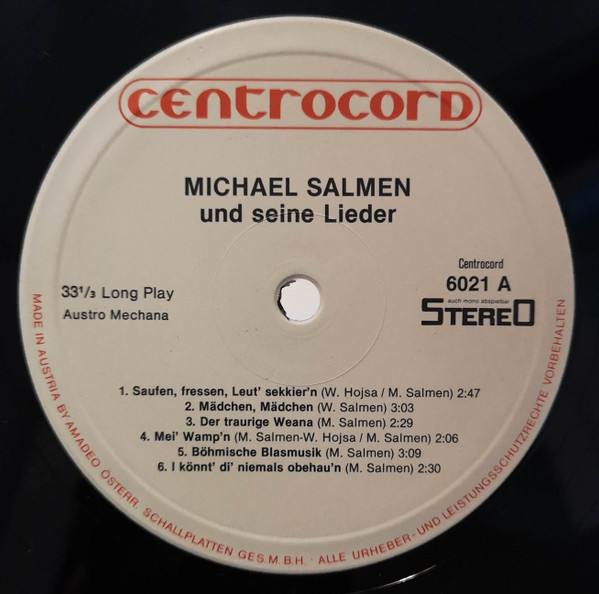 centrocord
MICHAEL SALMEN
und seine Lieder
33¹/₃ Long Play
Austro Mechana
Centrocord
6021 A
auch mono abspielbar
STEREO
1. Saufen, fressen, Leut' sekkier'n (W. Hojsa / M. Salmen) 2:47
2. Mädchen, Mädchen (W. Salmen) 3:03
3. Der traurige Weana (M. Salmen) 2:29
4. Mei' Wamp'n (M. Salmen-W. Hojsa / M. Salmen) 2:06
5. Böhmische Blasmusik (M. Salmen) 3:09
6. I könnt' di' niemals obehau'n (M. Salmen) 2:30
MADE IN AUSTRIA BY AMADEO ÖSTERR. SCHALLPLATTEN GES.M.B.H. · ALLE URHEBER- UND LEISTUNGSSCHUTZRECHTE VORBEHALTEN